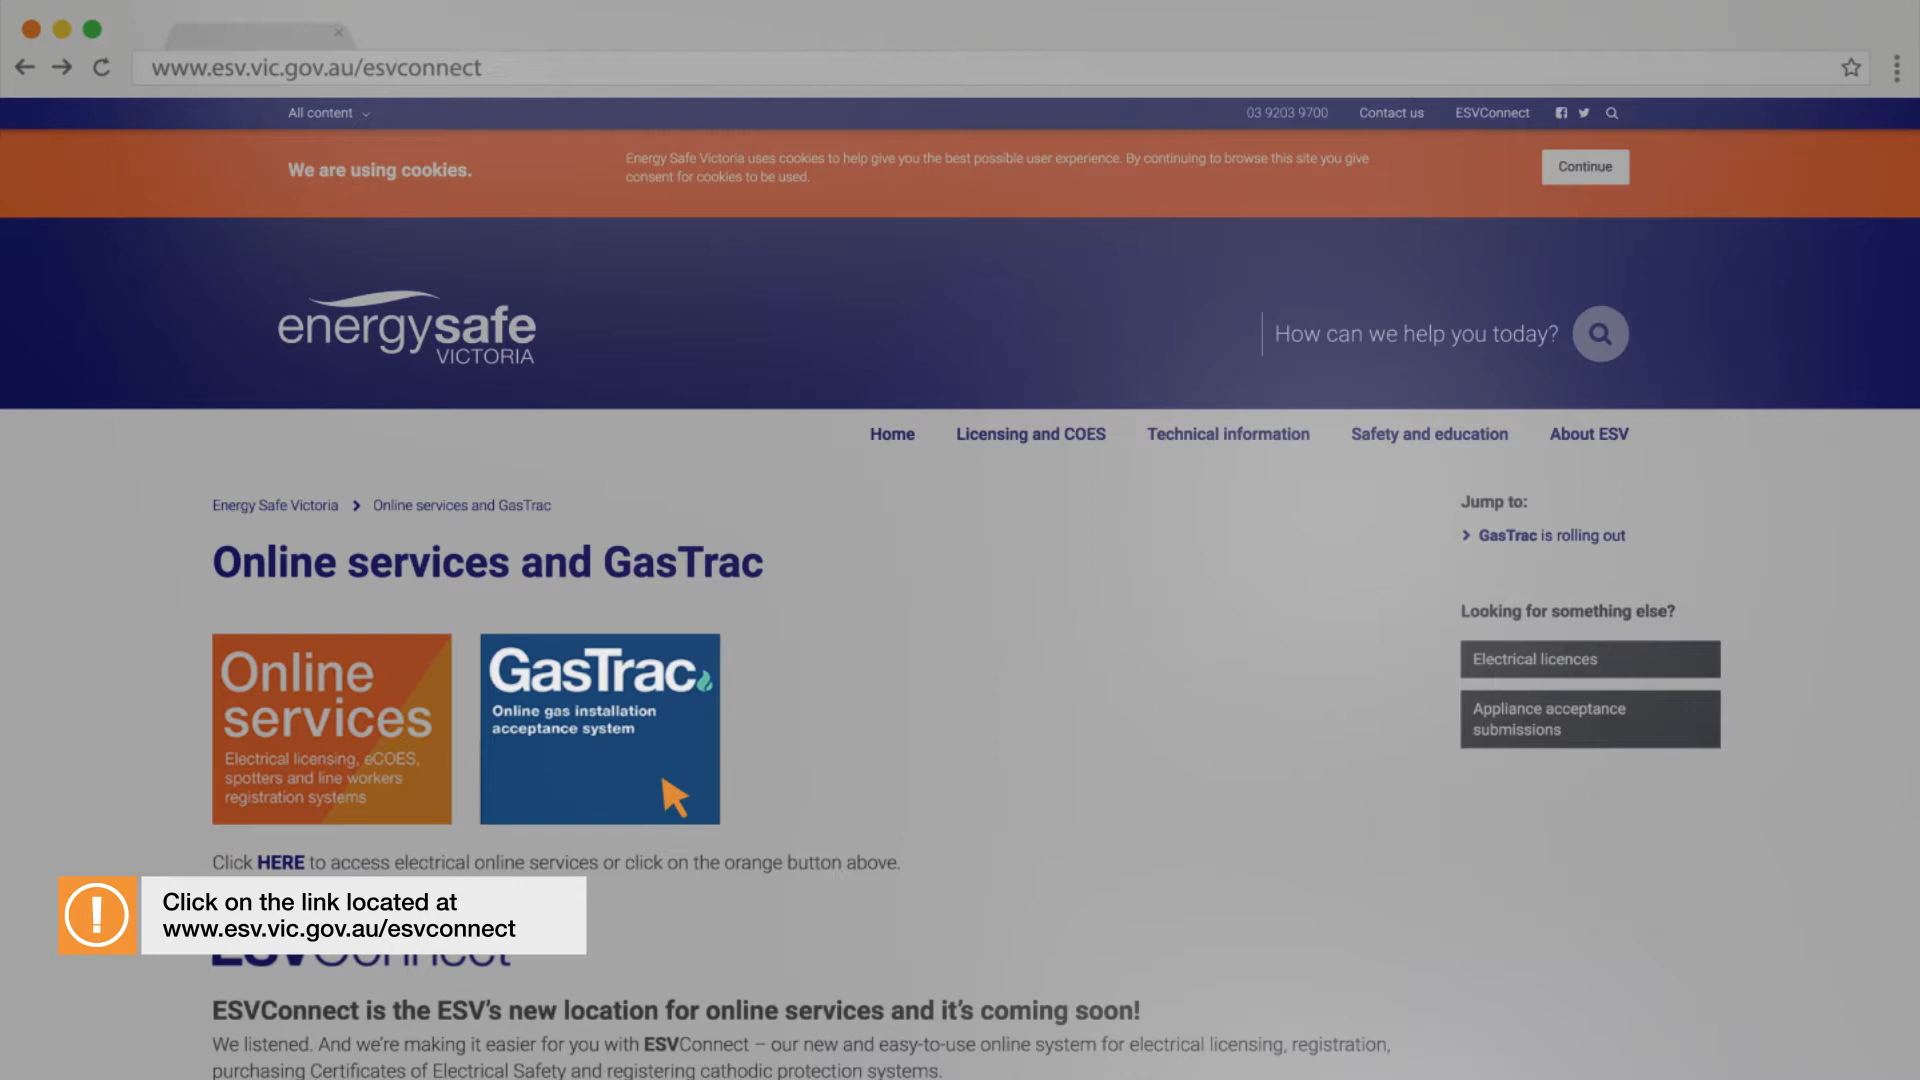 www.esv.vic.gov.au/esvconnect
All content
03 9203 9700
Contact us
ESVConnect
We are using cookies.
Energy Safe Victoria uses cookies to help give you the best possible user experience. By continuing to browse this site you give
consent for cookies to be used.
Continue
energysafe
VICTORIA
How can we help you today?
Home
Licensing and COES
Technical information
Safety and education
About ESV
Energy Safe Victoria
Online services and GasTrac
Jump to:
GasTrac is rolling out
Online services and GasTrac
Looking for something else?
Electrical licences
Appliance acceptance
submissions
Online
services
Electrical licensing, eCOES,
spotters and line workers
registration systems
GasTrac
Online gas installation
acceptance system
Click HERE to access electrical online services or click on the orange button above.
Click on the link located at
www.esv.vic.gov.au/esvconnect
ESVConnect
ESVConnect is the ESV's new location for online services and it's coming soon!
We listened. And we're making it easier for you with ESVConnect – our new and easy-to-use online system for electrical licensing, registration,
purchasing Certificates of Electrical Safety and registering cathodic protection systems.